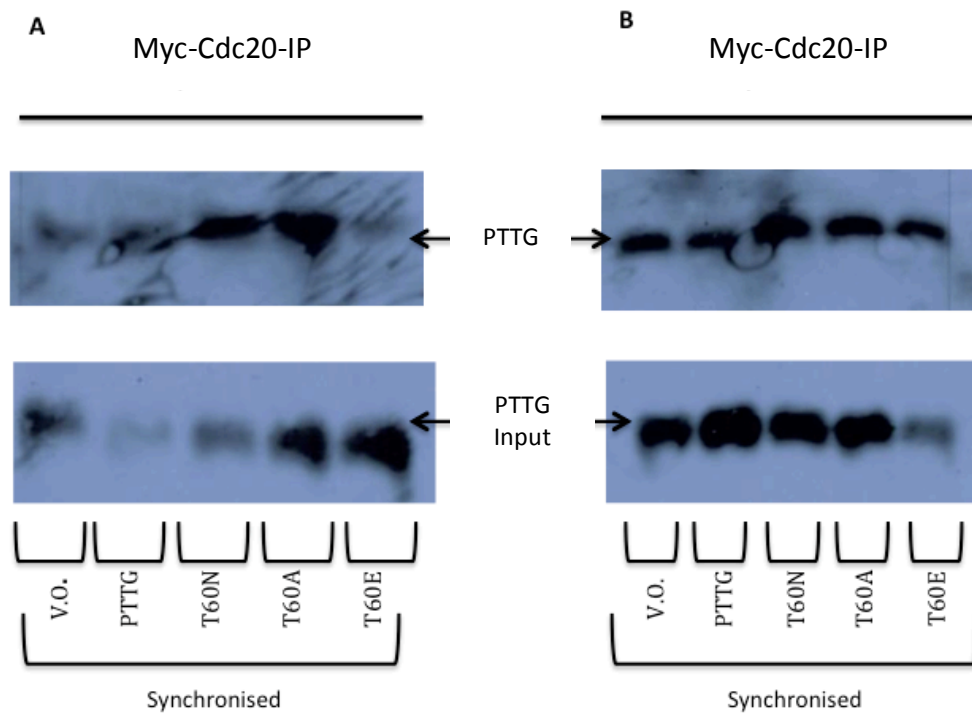 A
B
Myc-Cdc20-IP
Myc-Cdc20-IP
PTTG
PTTG
Input
V.O.
PTTG
T60N
T60A
T60E
V.O.
PTTG
T60N
T60A
T60E
Synchronised
Synchronised